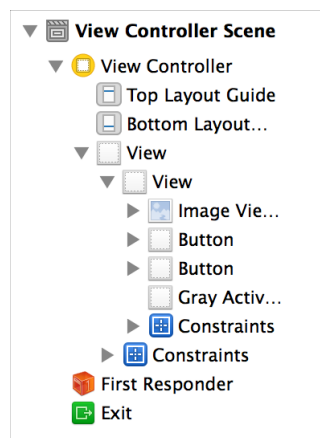 View Controller Scene
View Controller
Top Layout Guide
Bottom Layout...
View
View
Image Vie...
Button
Button
Gray Activ...
Constraints
Constraints
First Responder
Exit